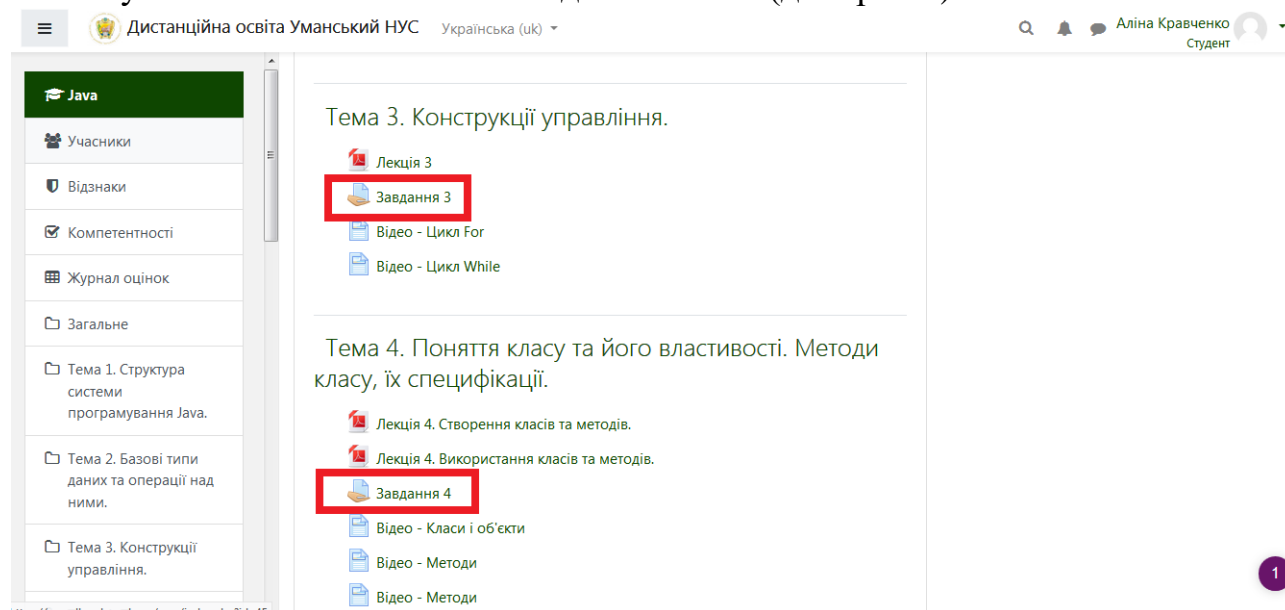 Дистанційна освіта Уманський НУС Українська (uk)
Аліна Кравченко
Студент
Java
Учасники
Відзнаки
Компетентності
Журнал оцінок
Загальне
Тема 1. Структура
системи
програмування Java.
Тема 2. Базові типи
даних та операції над
ними.
Тема 3. Конструкції
управління.
Тема 3. Конструкції управління.
Лекція 3
Завдання 3
Відео - Цикл For
Відео - Цикл While
Тема 4. Поняття класу та його властивості. Методи
класу, їх специфікації.
Лекція 4. Створення класів та методів.
Лекція 4. Використання класів та методів.
Завдання 4
Відео - Класи і об'єкти
Відео - Методи
Відео - Методи
1